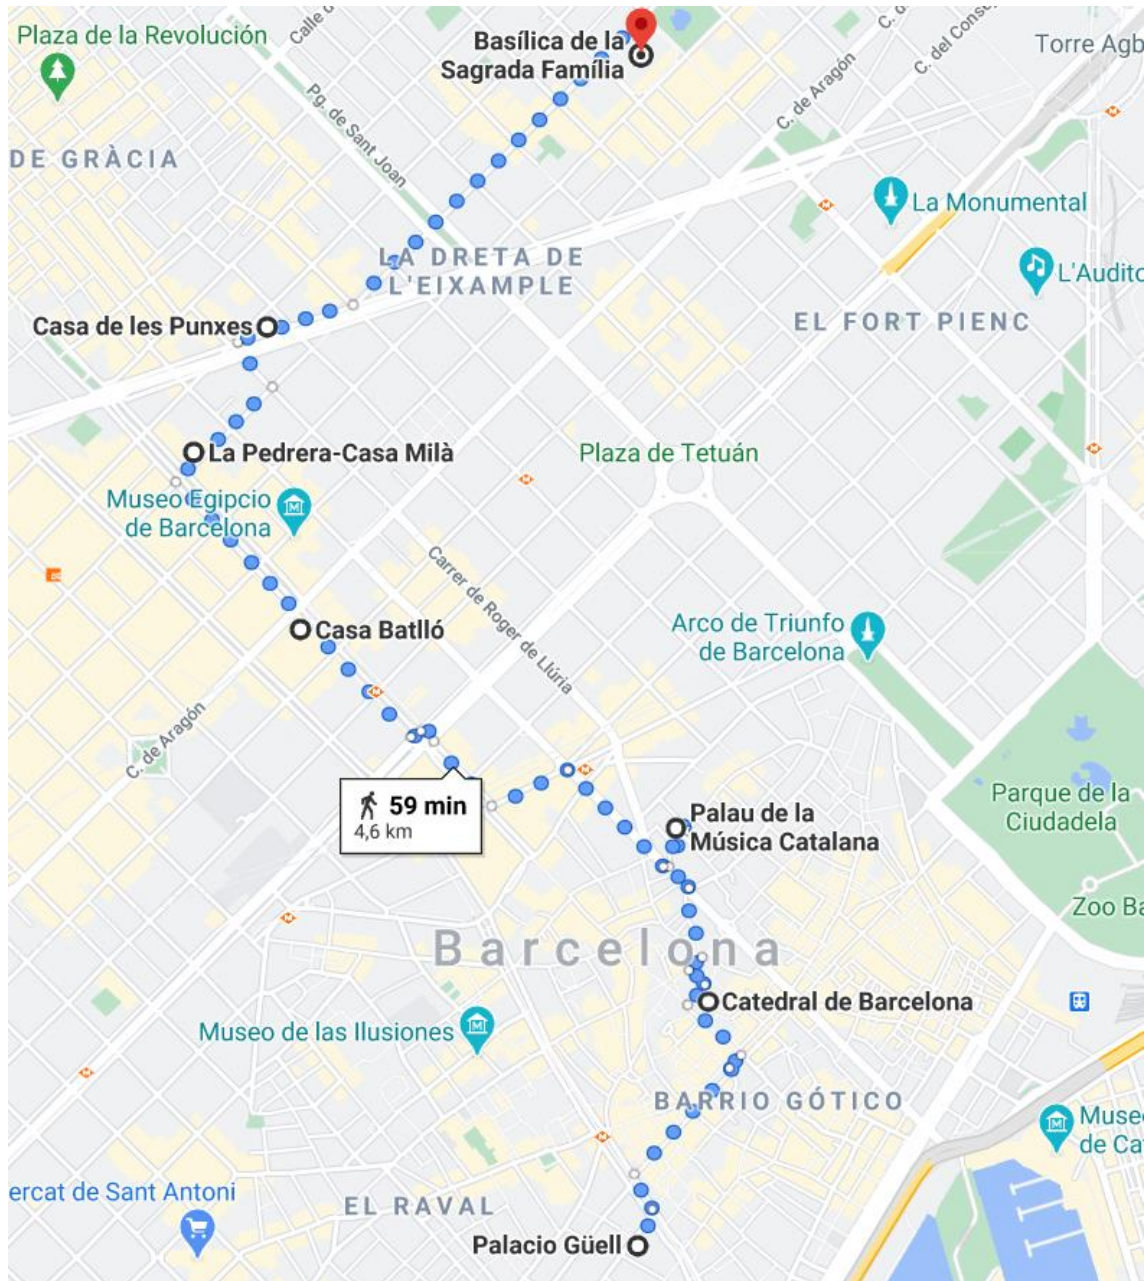 Plaza de la Revolución
Calle
Basílica de la
Sagrada Família
C. de Aragón
C. del Conse
Torre Agb
Pg. de Sant Joan
DE GRÀCIA
La Monumental
LA DRETA DE
L'EIXAMPLE
L'Audito
Casa de les Punxes
EL FORT PIENC
La Pedrera-Casa Milà
Plaza de Tetuán
Museo Egipcio
de Barcelona
Carrer de Roger de Llúria
Casa Batlló
Arco de Triunfo
de Barcelona
C. de Aragón
59 min
4,6 km
Palau de la
Música Catalana
Parque de la
Ciudadela
Zoo Ba
Barcelona
Catedral de Barcelona
Museo de las Ilusiones
BARRIO GÓTICO
Muse
de Ca
ercat de Sant Antoni
EL RAVAL
Palacio Güell